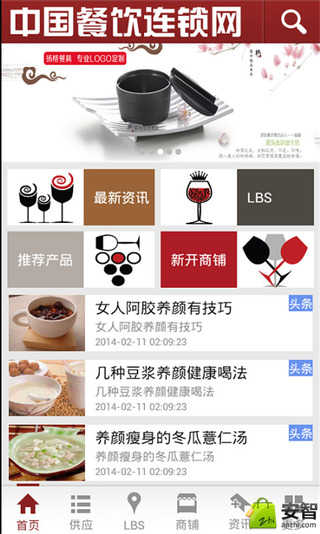 中国餐饮连锁网
扬格餐具 专业LOGO定制
最新资讯
LBS
推荐产品
新开商铺
女人阿胶养颜有技巧
头条
女人阿胶养颜有技巧
2014-02-11 02:09:23
几种豆浆养颜健康喝法
头条
几种豆浆养颜健康喝法
2014-02-11 02:09:23
养颜瘦身的冬瓜薏仁汤
头条
养颜瘦身的冬瓜薏仁汤
2014-02-11 02:09:23
首页
供应
LBS
商铺
资讯
安智
anzhi.com